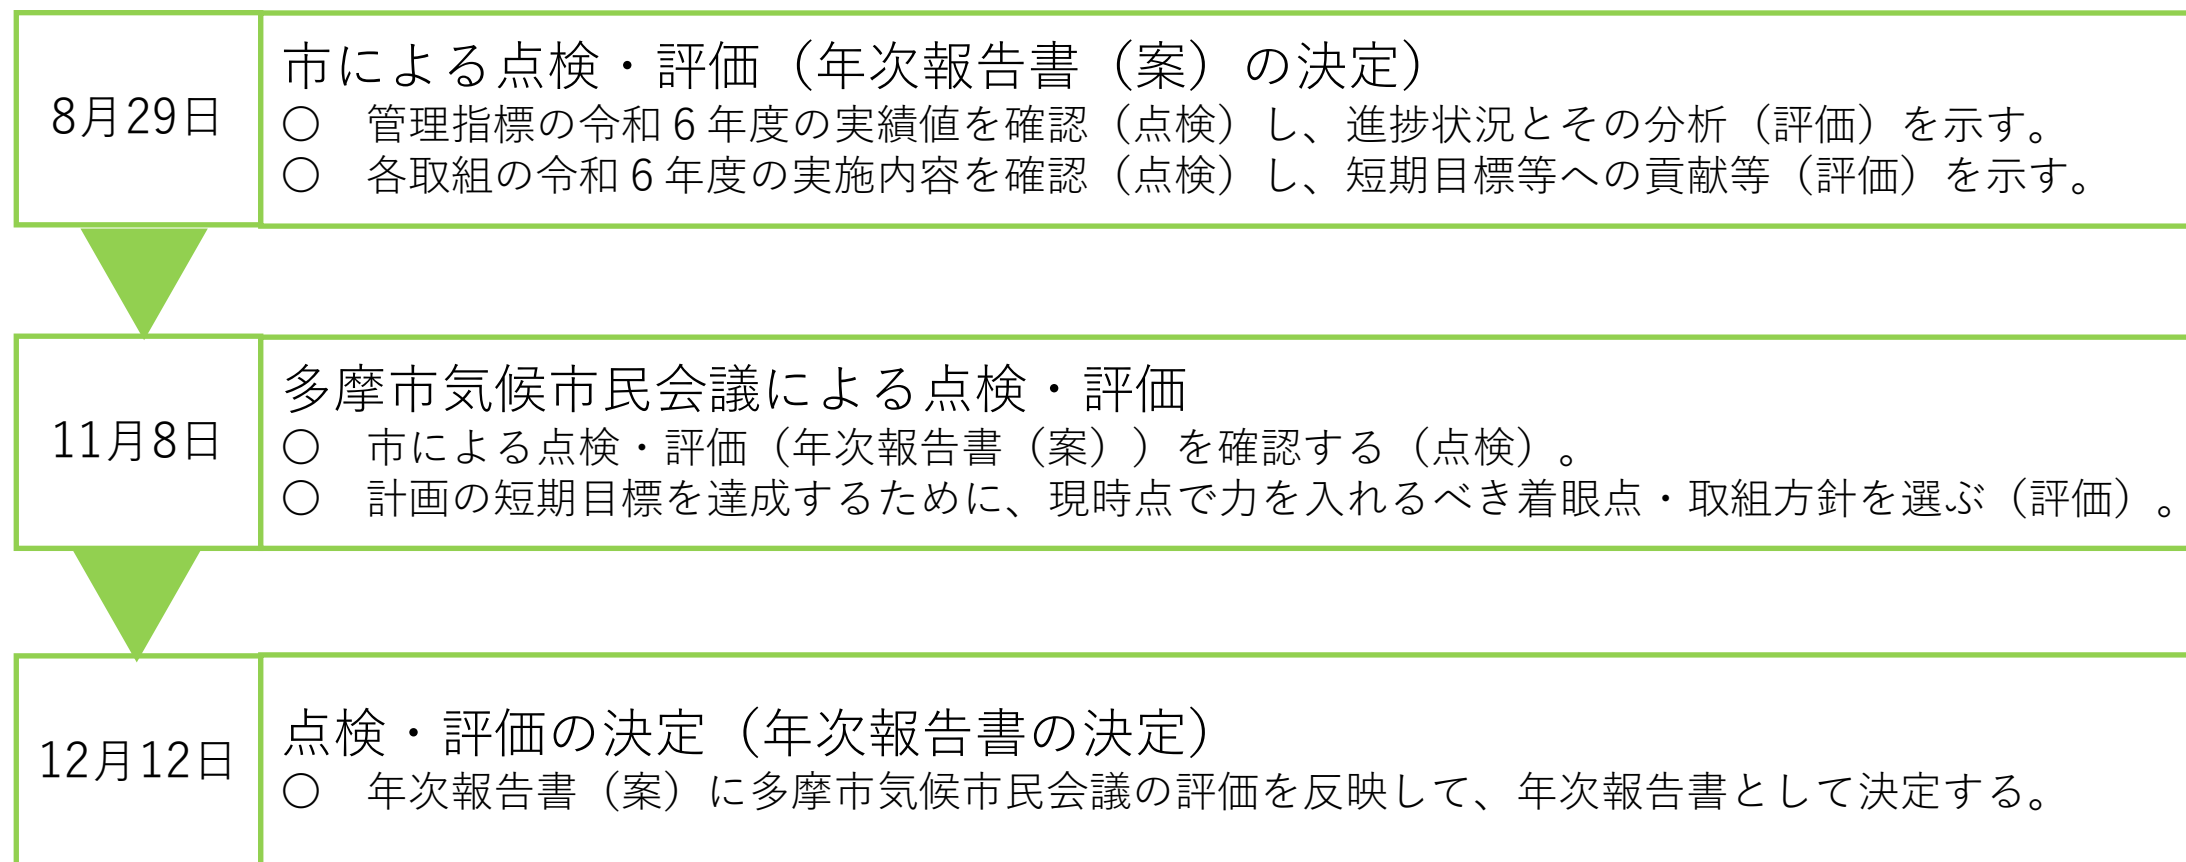 8月29日
市による点検・評価（年次報告書（案）の決定）
○　管理指標の令和６年度の実績値を確認（点検）し、進捗状況とその分析（評価）を示す。
○　各取組の令和６年度の実施内容を確認（点検）し、短期目標等への貢献等（評価）を示す。
11月8日
多摩市気候市民会議による点検・評価
○　市による点検・評価（年次報告書（案））を確認する（点検）。
○　計画の短期目標を達成するために、現時点で力を入れるべき着眼点・取組方針を選ぶ（評価）。
12月12日
点検・評価の決定（年次報告書の決定）
○　年次報告書（案）に多摩市気候市民会議の評価を反映して、年次報告書として決定する。